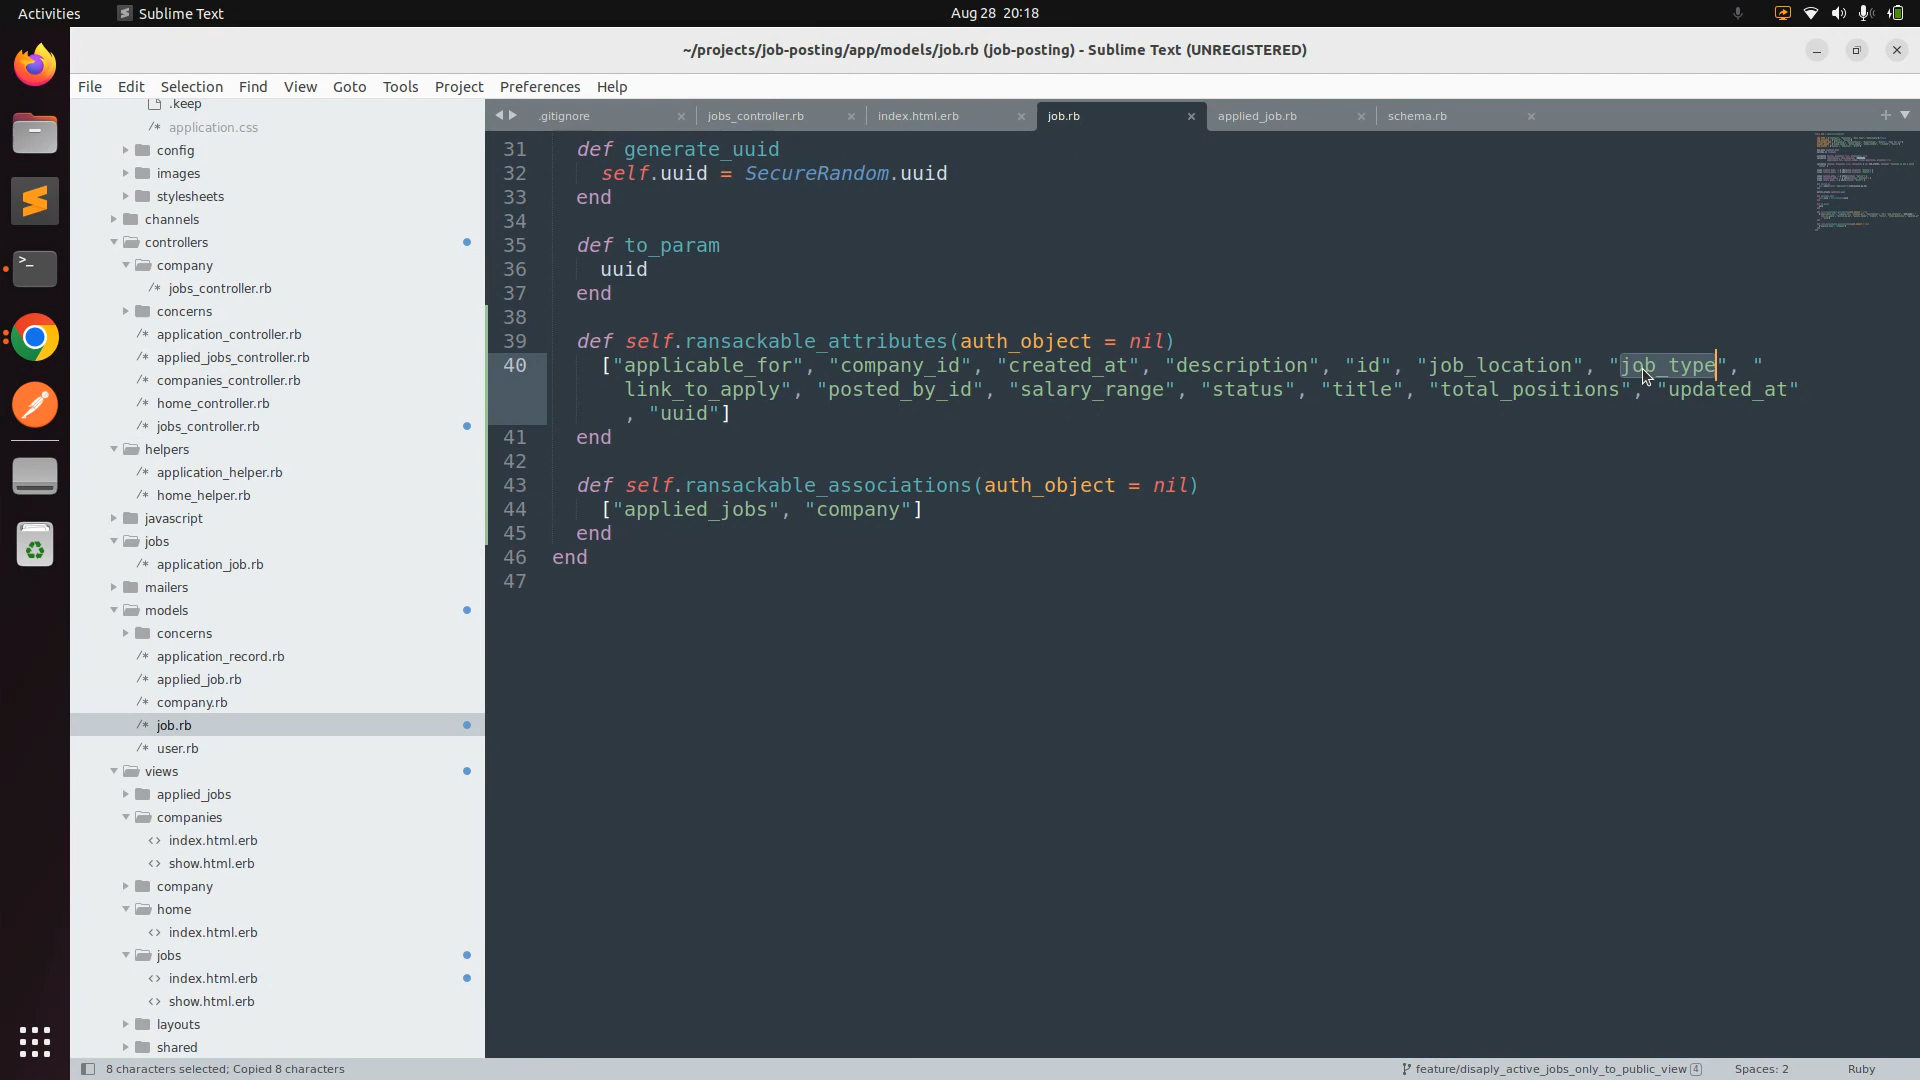 Activities
Sublime Text
Aug 28 20:18
~/projects/job-posting/app/models/job.rb (job-posting) - Sublime Text (UNREGISTERED)
File Edit Selection Find View Goto Tools Project Preferences Help
.keep
/* application.css
config
images
stylesheets
channels
controllers
company
/* jobs_controller.rb
concerns
/* application_controller.rb
/* applied_jobs_controller.rb
/* companies_controller.rb
/* home_controller.rb
/* jobs_controller.rb
helpers
/* application_helper.rb
/* home_helper.rb
javascript
jobs
/* application_job.rb
mailers
models
concerns
/* application_record.rb
/* applied_job.rb
/* company.rb
/* job.rb
/* user.rb
views
applied_jobs
companies
<> index.html.erb
<> show.html.erb
company
home
<> index.html.erb
jobs
<> index.html.erb
<> show.html.erb
layouts
shared
.gitignore
jobs_controller.rb
index.html.erb
job.rb
applied_job.rb
schema.rb
31 def generate_uuid
32 self.uuid = SecureRandom.uuid
33 end
34
35 def to_param
36 uuid
37 end
38
39 def self.ransackable_attributes(auth_object = nil)
40 ["applicable_for", "company_id", "created_at", "description", "id", "job_location", "job_type", "
link_to_apply", "posted_by_id", "salary_range", "status", "title", "total_positions", "updated_at"
, "uuid"]
41 end
42
43 def self.ransackable_associations(auth_object = nil)
44 ["applied_jobs", "company"]
45 end
46 end
47
8 characters selected; Copied 8 characters
feature/disaply_active_jobs_only_to_public_view 4
Spaces: 2
Ruby